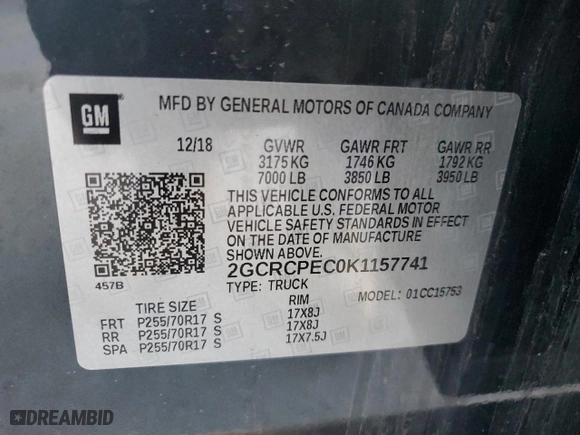 GM
MFD BY GENERAL MOTORS OF CANADA COMPANY
12/18 GVWR GAWR FRT GAWR RR
3175 KG 1746 KG 1792 KG
7000 LB 3850 LB 3950 LB
THIS VEHICLE CONFORMS TO ALL
APPLICABLE U.S. FEDERAL MOTOR
VEHICLE SAFETY STANDARDS IN EFFECT
ON THE DATE OF MANUFACTURE
SHOWN ABOVE.
457B
2GCRCPEC0K1157741
TYPE: TRUCK MODEL: 01CC15753
TIRE SIZE RIM
FRT P255/70R17 S 17X8J
RR P255/70R17 S 17X8J
SPA P255/70R17 S 17X7.5J
DREAMBID